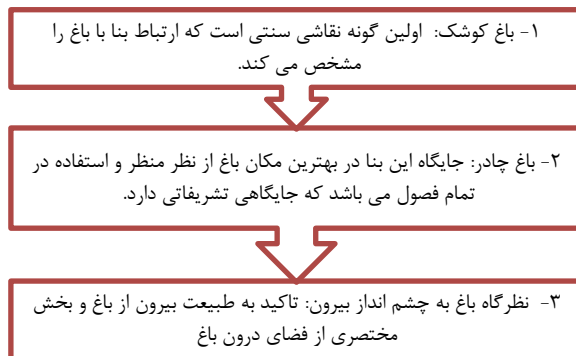 ۱- باغ کوشک: اولین گونه نقاشی سنتی است که ارتباط بنا با باغ را
مشخص می کند.
۲- باغ چادر: جایگاه این بنا در بهترین مکان باغ از نظر منظر و استفاده در
تمام فصول می باشد که جایگاهی تشریفاتی دارد.
۳- نظرگاه باغ به چشم انداز بیرون: تاکید به طبیعت بیرون از باغ و بخش
مختصری از فضای درون باغ